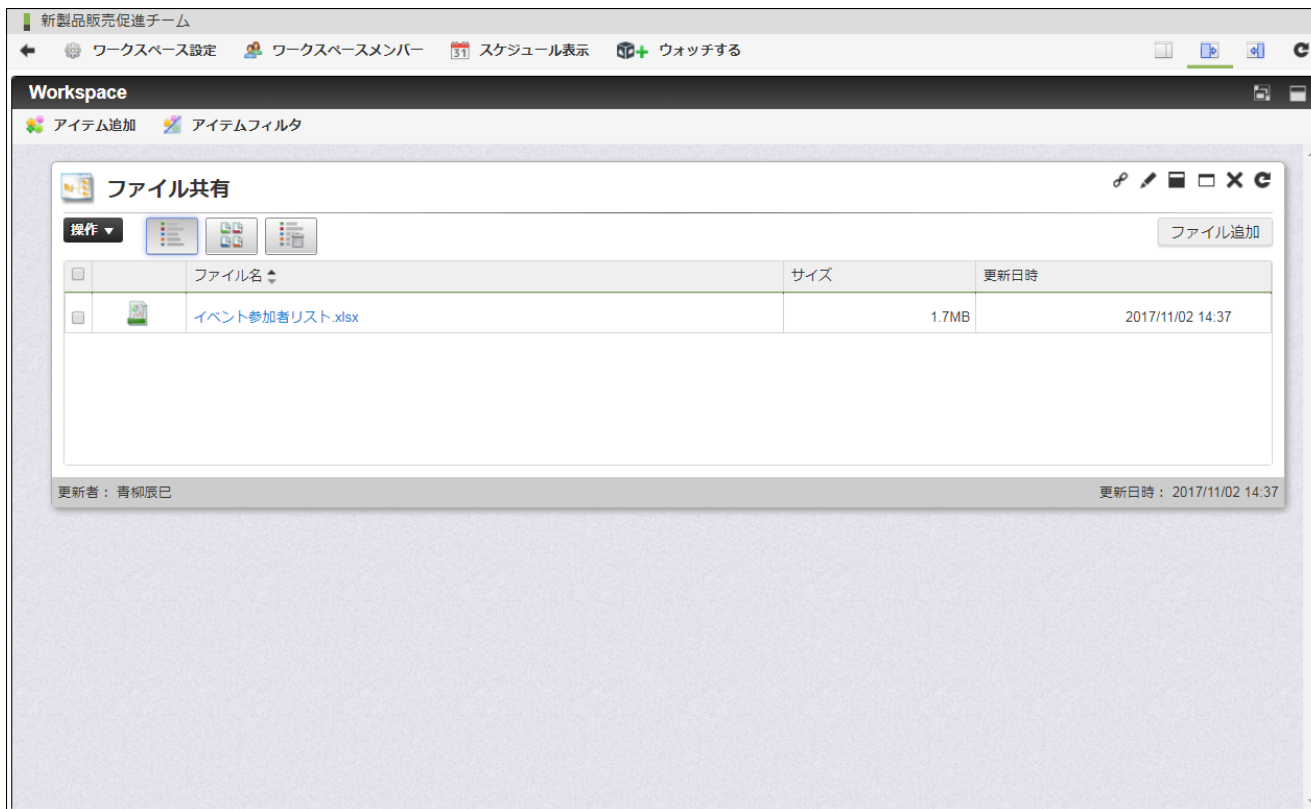 新製品販売促進チーム
ワークスペース設定 ワークスペースメンバー 31 スケジュール表示 ウォッチする
Workspace
アイテム追加 アイテムフィルタ
ファイル共有
操作 ▼ ファイル追加
ファイル名 サイズ 更新日時
イベント参加者リスト.xlsx 1.7MB 2017/11/02 14:37
更新者： 青柳辰巳 更新日時： 2017/11/02 14:37